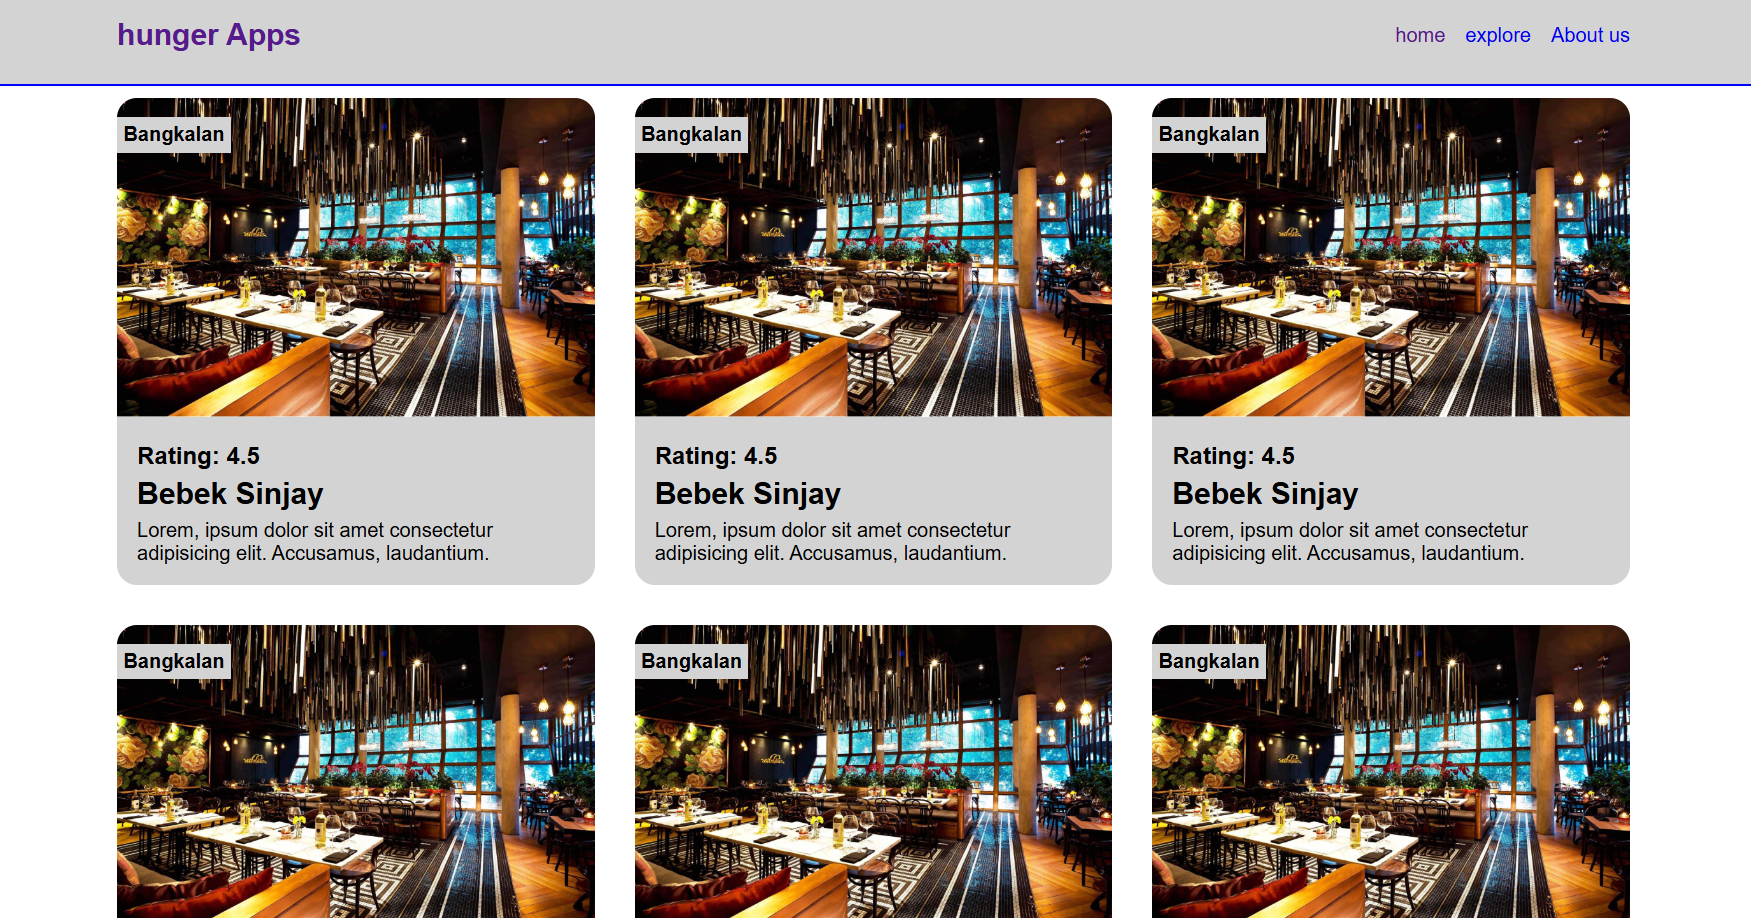 hunger Apps
home explore About us
Bangkalan
Bangkalan
Bangkalan
Rating: 4.5
Bebek Sinjay
Lorem, ipsum dolor sit amet consectetur
adipisicing elit. Accusamus, laudantium.
Rating: 4.5
Bebek Sinjay
Lorem, ipsum dolor sit amet consectetur
adipisicing elit. Accusamus, laudantium.
Rating: 4.5
Bebek Sinjay
Lorem, ipsum dolor sit amet consectetur
adipisicing elit. Accusamus, laudantium.
Bangkalan
Bangkalan
Bangkalan